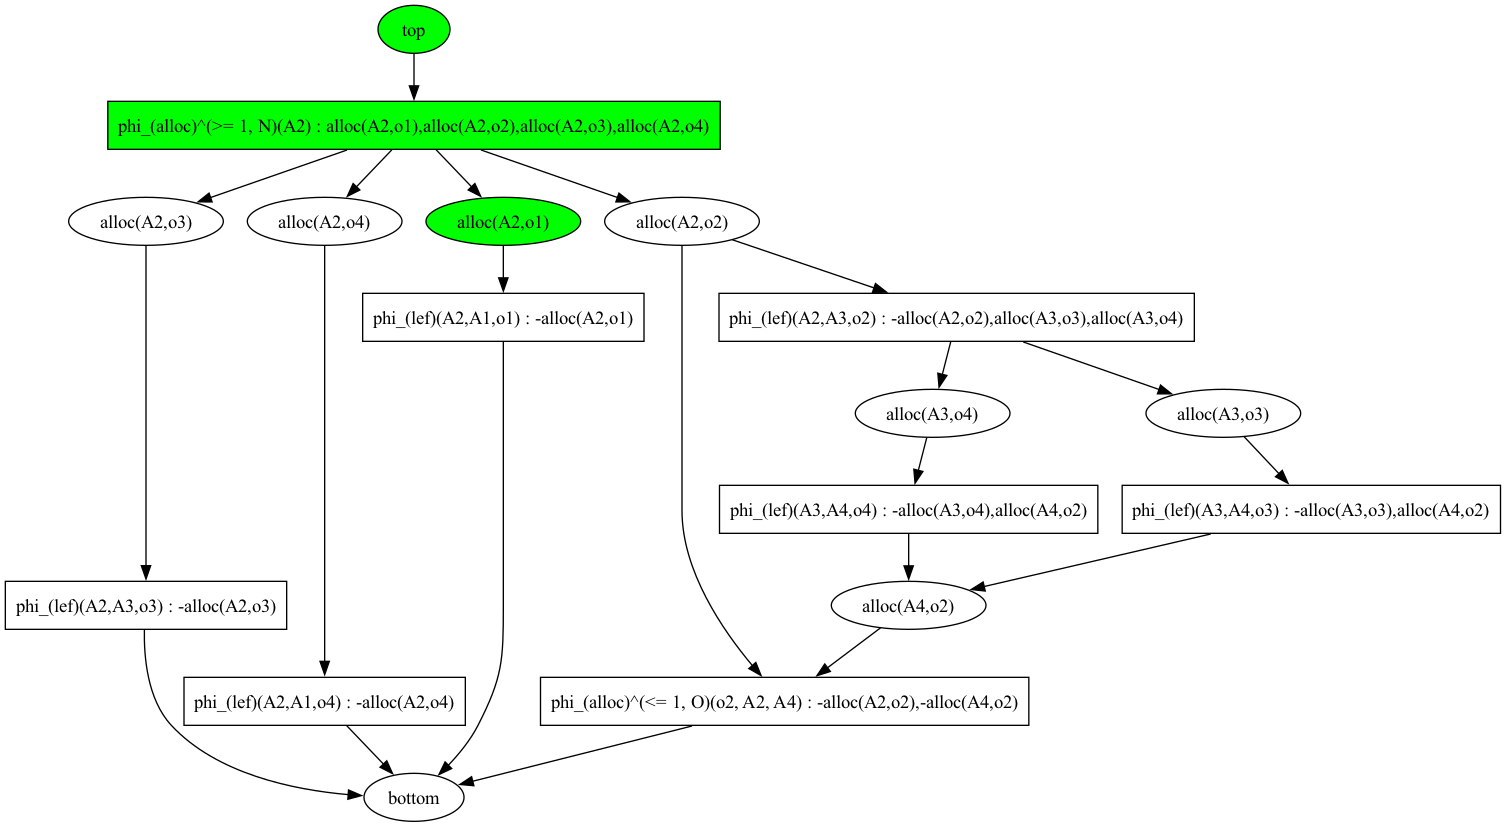 top
phi_(alloc)^(>= 1, N)(A2) : alloc(A2,o1),alloc(A2,o2),alloc(A2,o3),alloc(A2,o4)
alloc(A2,o3)
alloc(A2,o4)
alloc(A2,o1)
alloc(A2,o2)
phi_(lef)(A2,A1,o1) : -alloc(A2,o1)
phi_(lef)(A2,A3,o2) : -alloc(A2,o2),alloc(A3,o3),alloc(A3,o4)
alloc(A3,o4)
alloc(A3,o3)
phi_(lef)(A3,A4,o4) : -alloc(A3,o4),alloc(A4,o2)
phi_(lef)(A3,A4,o3) : -alloc(A3,o3),alloc(A4,o2)
phi_(lef)(A2,A3,o3) : -alloc(A2,o3)
alloc(A4,o2)
phi_(lef)(A2,A1,o4) : -alloc(A2,o4)
phi_(alloc)^(<= 1, O)(o2, A2, A4) : -alloc(A2,o2),-alloc(A4,o2)
bottom